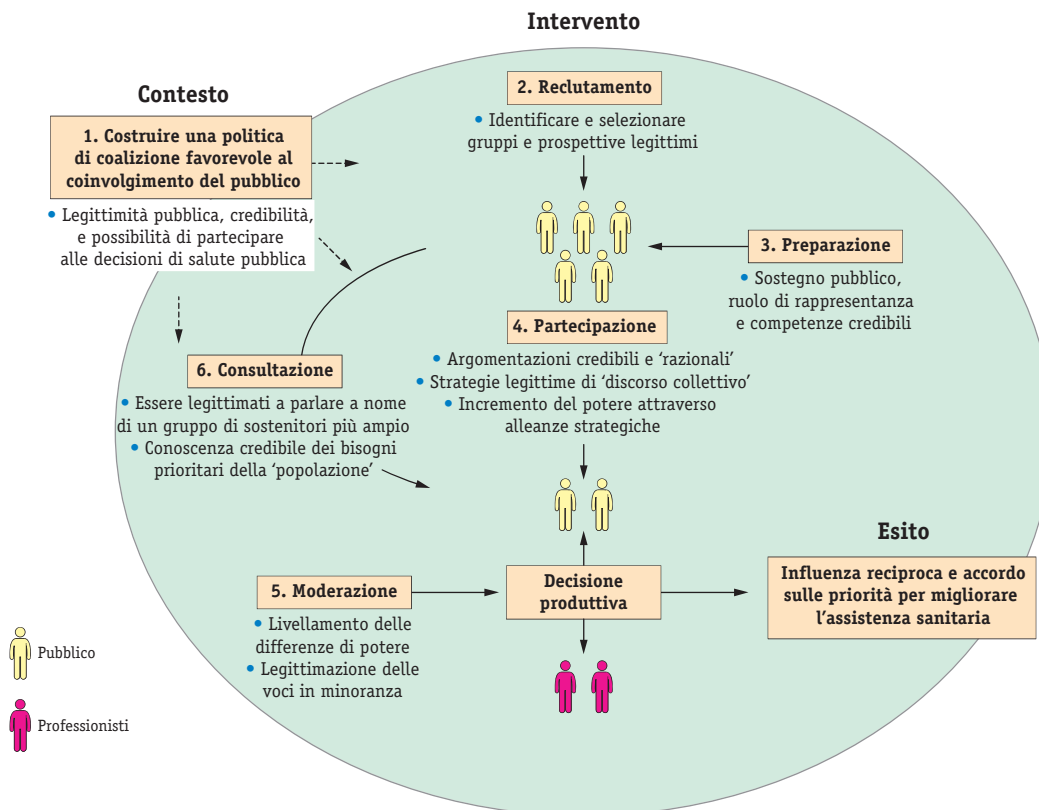 Intervento
Contesto
1. Costruire una politica
di coalizione favorevole al
coinvolgimento del pubblico
• Legittimità pubblica, credibilità,
e possibilità di partecipare
alle decisioni di salute pubblica
2. Reclutamento
• Identificare e selezionare
gruppi e prospettive legittimi
3. Preparazione
• Sostegno pubblico,
ruolo di rappresentanza
e competenze credibili
4. Partecipazione
• Argomentazioni credibili e ‘razionali’
• Strategie legittime di ‘discorso collettivo’
• Incremento del potere attraverso
alleanze strategiche
6. Consultazione
• Essere legittimati a parlare a nome
di un gruppo di sostenitori più ampio
• Conoscenza credibile dei bisogni
prioritari della ‘popolazione’
5. Moderazione
• Livellamento delle
differenze di potere
• Legittimazione delle
voci in minoranza
Decisione
produttiva
Esito
Influenza reciproca e accordo
sulle priorità per migliorare
l’assistenza sanitaria
Pubblico
Professionisti